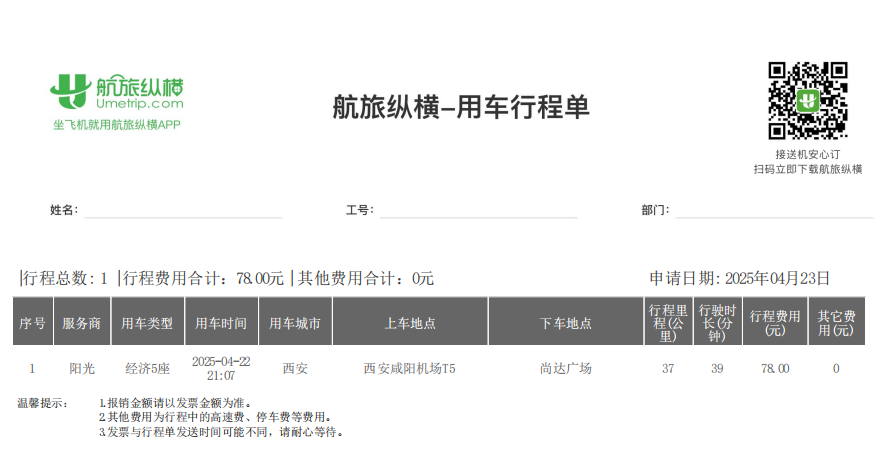 航旅纵横
Umetrip.com
坐飞机就用航旅纵横APP
航旅纵横-用车行程单
接送机安心订
扫码立即下载航旅纵横
姓名: 工号: 部门:
行程总数: 1 行程费用合计: 78.00元 其他费用合计: 0元 申请日期: 2025年04月23日
序号 服务商 用车类型 用车时间 用车城市 上车地点 下车地点 行程里程(公里) 行驶时长(分钟) 行程费用(元) 其它费用(元)
1 阳光 经济5座 2025-04-22 21:07 西安 西安咸阳机场T5 尚达广场 37 39 78.00 0
温馨提示: 1.报销金额请以发票金额为准。
2.其他费用为行程中的高速费、停车费等费用。
3.发票与行程单发送时间可能不同，请耐心等待。